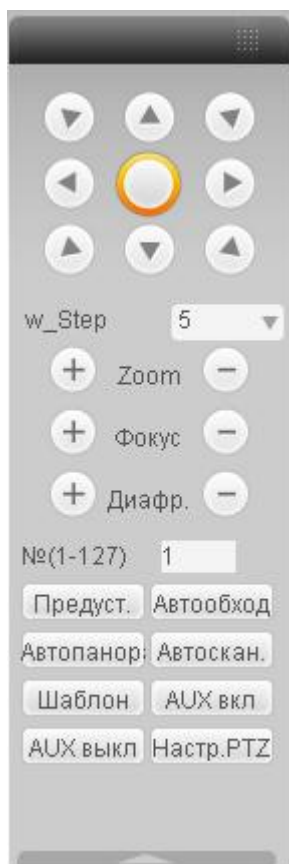 w_Step 5
Zoom
Фокус
Диафр.
№(1-127) 1
Предуст. Автообход
Автопанор Автоскан.
Шаблон AUX вкл
AUX выкл Настр.PTZ